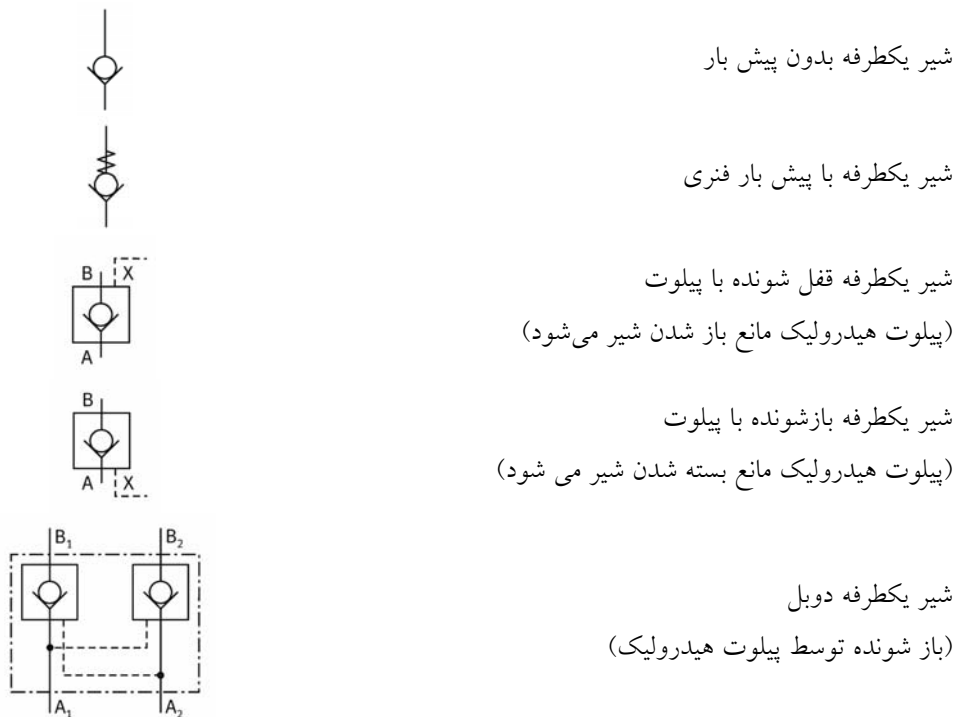 شیر یکطرفه بدون پیش بار
شیر یکطرفه با پیش بار فنری
B X
شیر یکطرفه قفل شونده با پیلوت
(پیلوت هیدرولیک مانع باز شدن شیر می‌شود)
A
B
شیر یکطرفه بازشونده با پیلوت
(پیلوت هیدرولیک مانع بسته شدن شیر می شود)
A X
B₁ B₂
شیر یکطرفه دوبل
(باز شونده توسط پیلوت هیدرولیک)
A₁ A₂